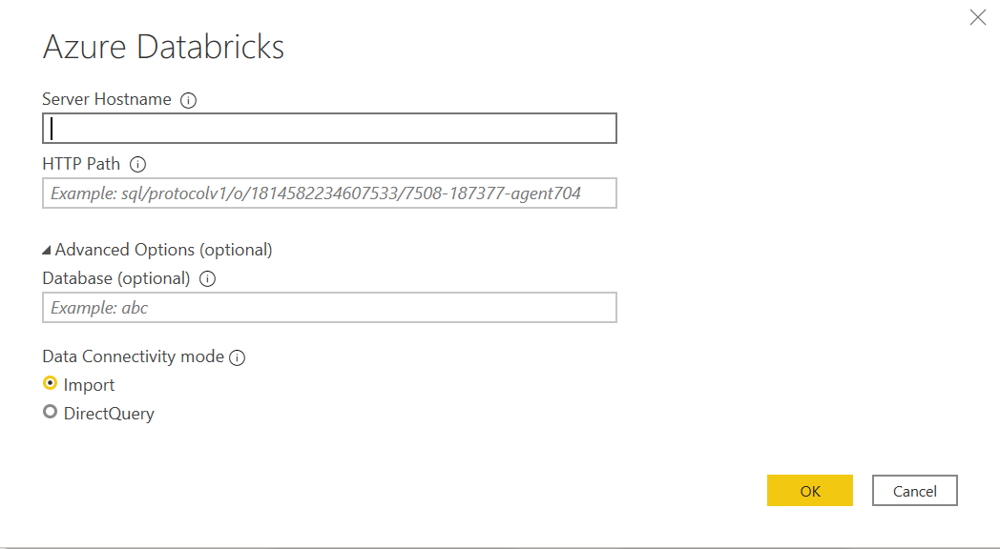 Azure Databricks
Server Hostname
HTTP Path
Example: sql/protocolv1/o/1814582234607533/7508-187377-agent704
Advanced Options (optional)
Database (optional)
Example: abc
Data Connectivity mode
Import
DirectQuery
OK Cancel